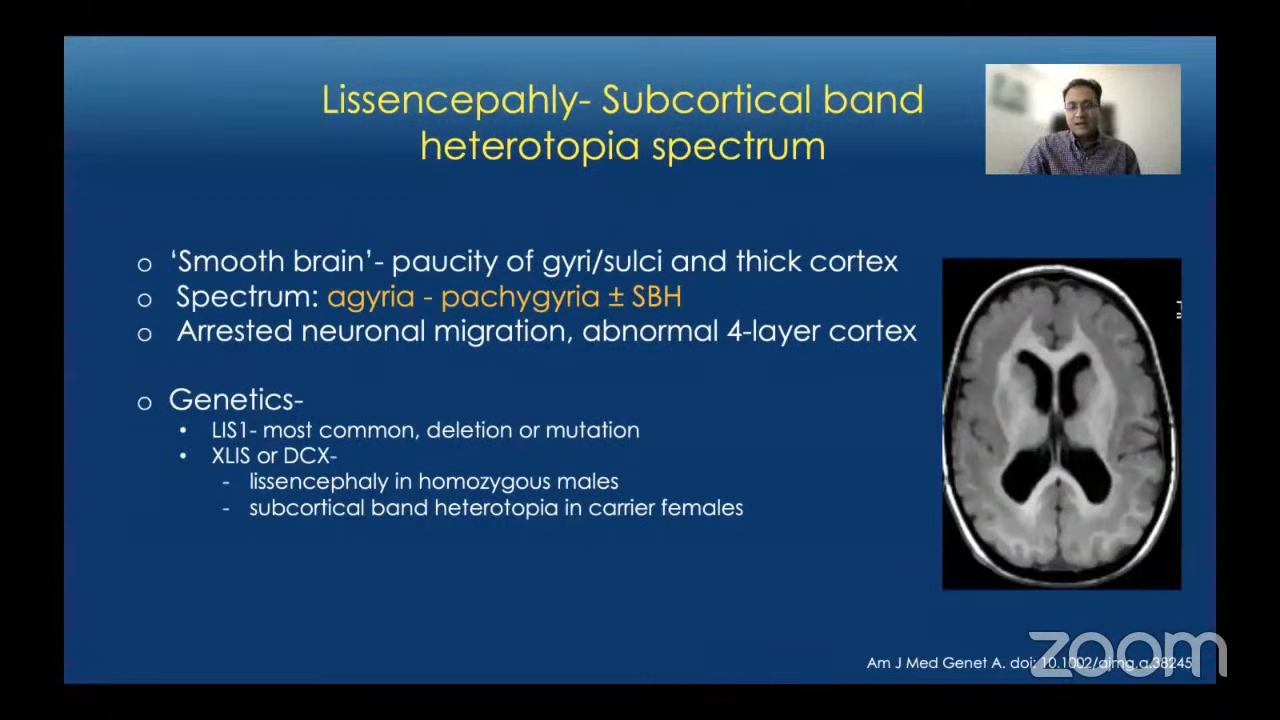 Lissencepahly- Subcortical band
heterotopia spectrum
‘Smooth brain’- paucity of gyri/sulci and thick cortex
Spectrum: agyria - pachygyria ± SBH
Arrested neuronal migration, abnormal 4-layer cortex
Genetics-
LIS1- most common, deletion or mutation
XLIS or DCX-
- lissencephaly in homozygous males
- subcortical band heterotopia in carrier females
Am J Med Genet A. doi: 10.1002/ajmg.a.38245
zoom